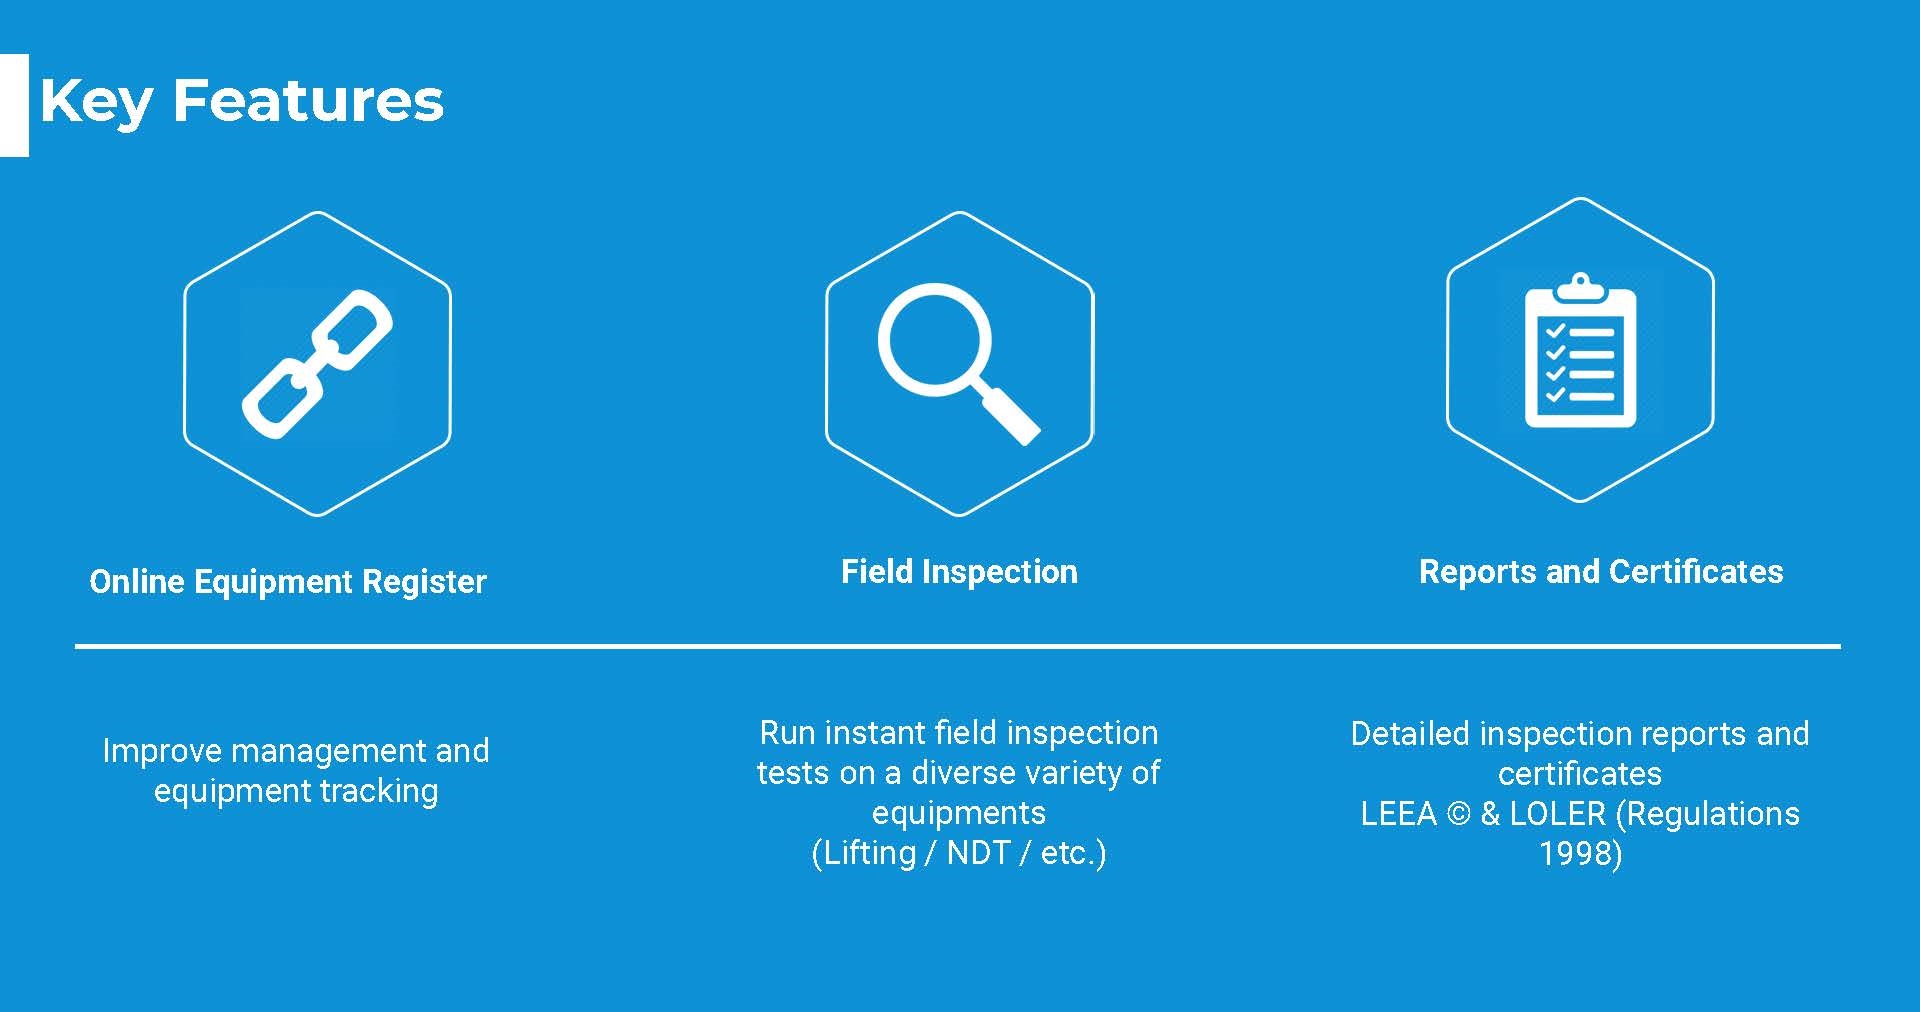 Key Features
Online Equipment Register
Field Inspection
Reports and Certificates
Improve management and
equipment tracking
Run instant field inspection
tests on a diverse variety of
equipments
(Lifting / NDT / etc.)
Detailed inspection reports and
certificates
LEEA © & LOLER (Regulations
1998)